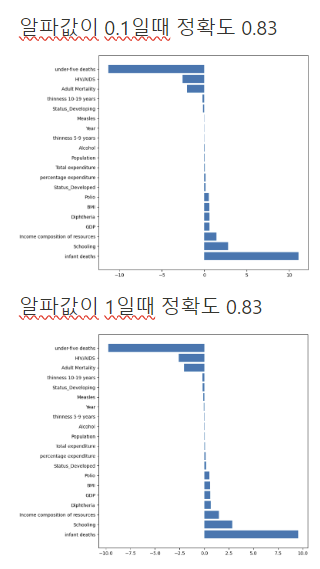 알파값이 0.1일때 정확도 0.83
under-five deaths
HIV/AIDS
Adult Mortality
thinness 10-19 years
Status_Developing
Measles
Year
thinness 5-9 years
Alcohol
Population
Total expenditure
percentage expenditure
Status_Developed
Polio
BMI
Diphtheria
GDP
Income composition of resources
Schooling
infant deaths
-10 -5 0 5 10
알파값이 1일때 정확도 0.83
under-five deaths
HIV/AIDS
Adult Mortality
thinness 10-19 years
Status_Developing
Measles
Year
thinness 5-9 years
Alcohol
Population
Total expenditure
percentage expenditure
Status_Developed
Polio
BMI
GDP
Diphtheria
Income composition of resources
Schooling
infant deaths
-10.0 -7.5 -5.0 -2.5 0.0 2.5 5.0 7.5 10.0